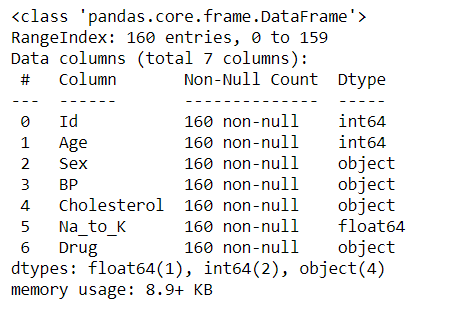 <class 'pandas.core.frame.DataFrame'>
RangeIndex: 160 entries, 0 to 159
Data columns (total 7 columns):
 #   Column       Non-Null Count  Dtype
---  ------       --------------  -----
 0   Id           160 non-null    int64
 1   Age          160 non-null    int64
 2   Sex          160 non-null    object
 3   BP           160 non-null    object
 4   Cholesterol  160 non-null    object
 5   Na_to_K      160 non-null    float64
 6   Drug         160 non-null    object
dtypes: float64(1), int64(2), object(4)
memory usage: 8.9+ KB